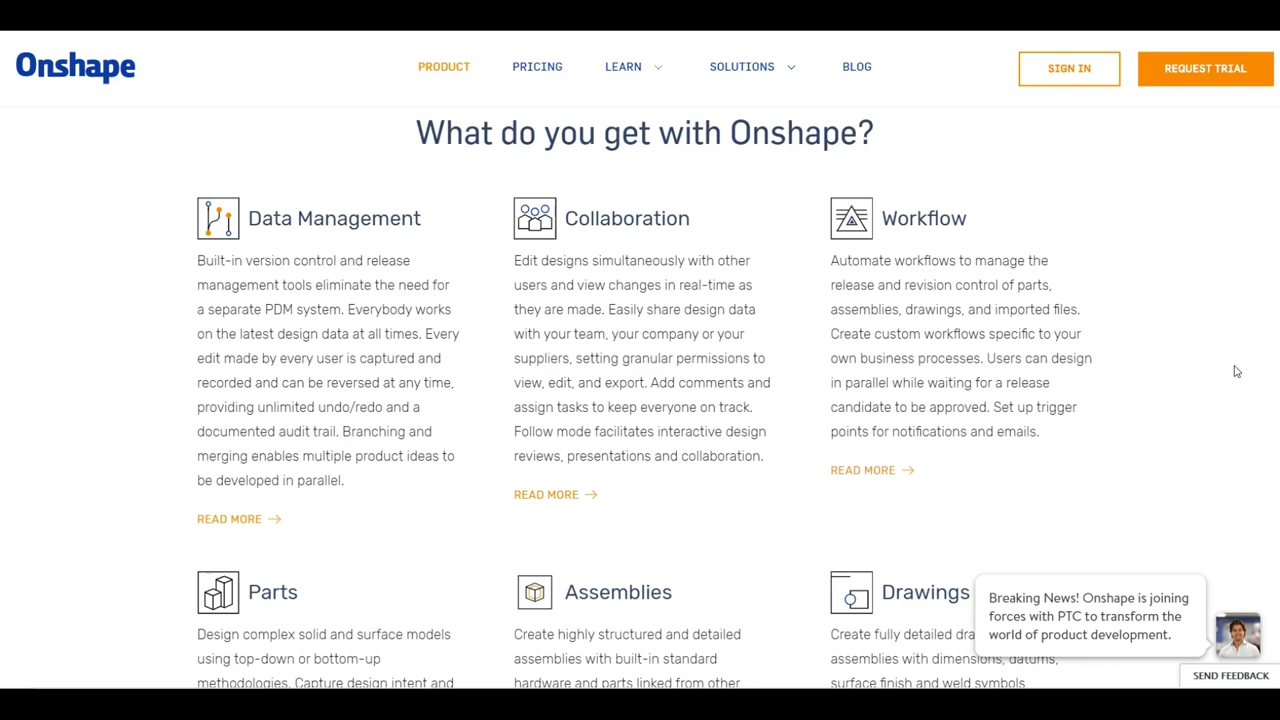 Onshape
PRODUCT
PRICING
LEARN
SOLUTIONS
BLOG
SIGN IN
REQUEST TRIAL
What do you get with Onshape?
Data Management
Built-in version control and release
management tools eliminate the need for
a separate PDM system. Everybody works
on the latest design data at all times. Every
edit made by every user is captured and
recorded and can be reversed at any time,
providing unlimited undo/redo and a
documented audit trail. Branching and
merging enables multiple product ideas to
be developed in parallel.
READ MORE
Collaboration
Edit designs simultaneously with other
users and view changes in real-time as
they are made. Easily share design data
with your team, your company or your
suppliers, setting granular permissions to
view, edit, and export. Add comments and
assign tasks to keep everyone on track.
Follow mode facilitates interactive design
reviews, presentations and collaboration.
READ MORE
Workflow
Automate workflows to manage the
release and revision control of parts,
assemblies, drawings, and imported files.
Create custom workflows specific to your
own business processes. Users can design
in parallel while waiting for a release
candidate to be approved. Set up trigger
points for notifications and emails.
READ MORE
Parts
Design complex solid and surface models
using top-down or bottom-up
methodologies. Capture design intent and
Assemblies
Create highly structured and detailed
assemblies with built-in standard
hardware and parts linked from other
Drawings
Create fully detailed
assemblies with dimensions, datums,
surface finish and weld symbols
Breaking News! Onshape is joining
forces with PTC to transform the
world of product development.
SEND FEEDBACK